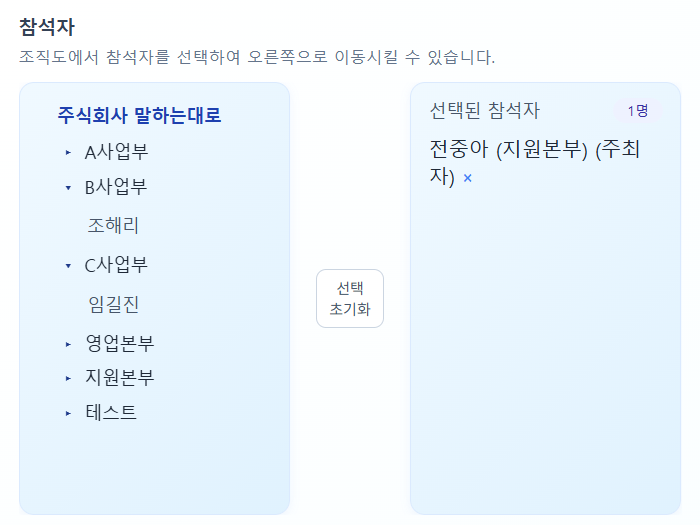 참석자
조직도에서 참석자를 선택하여 오른쪽으로 이동시킬 수 있습니다.
주식회사 말하는대로
▸ A사업부
▾ B사업부
조해리
▾ C사업부
임길진
▸ 영업본부
▸ 지원본부
▸ 테스트
선택
초기화
선택된 참석자 1명
전중아 (지원본부) (주최
자) ×